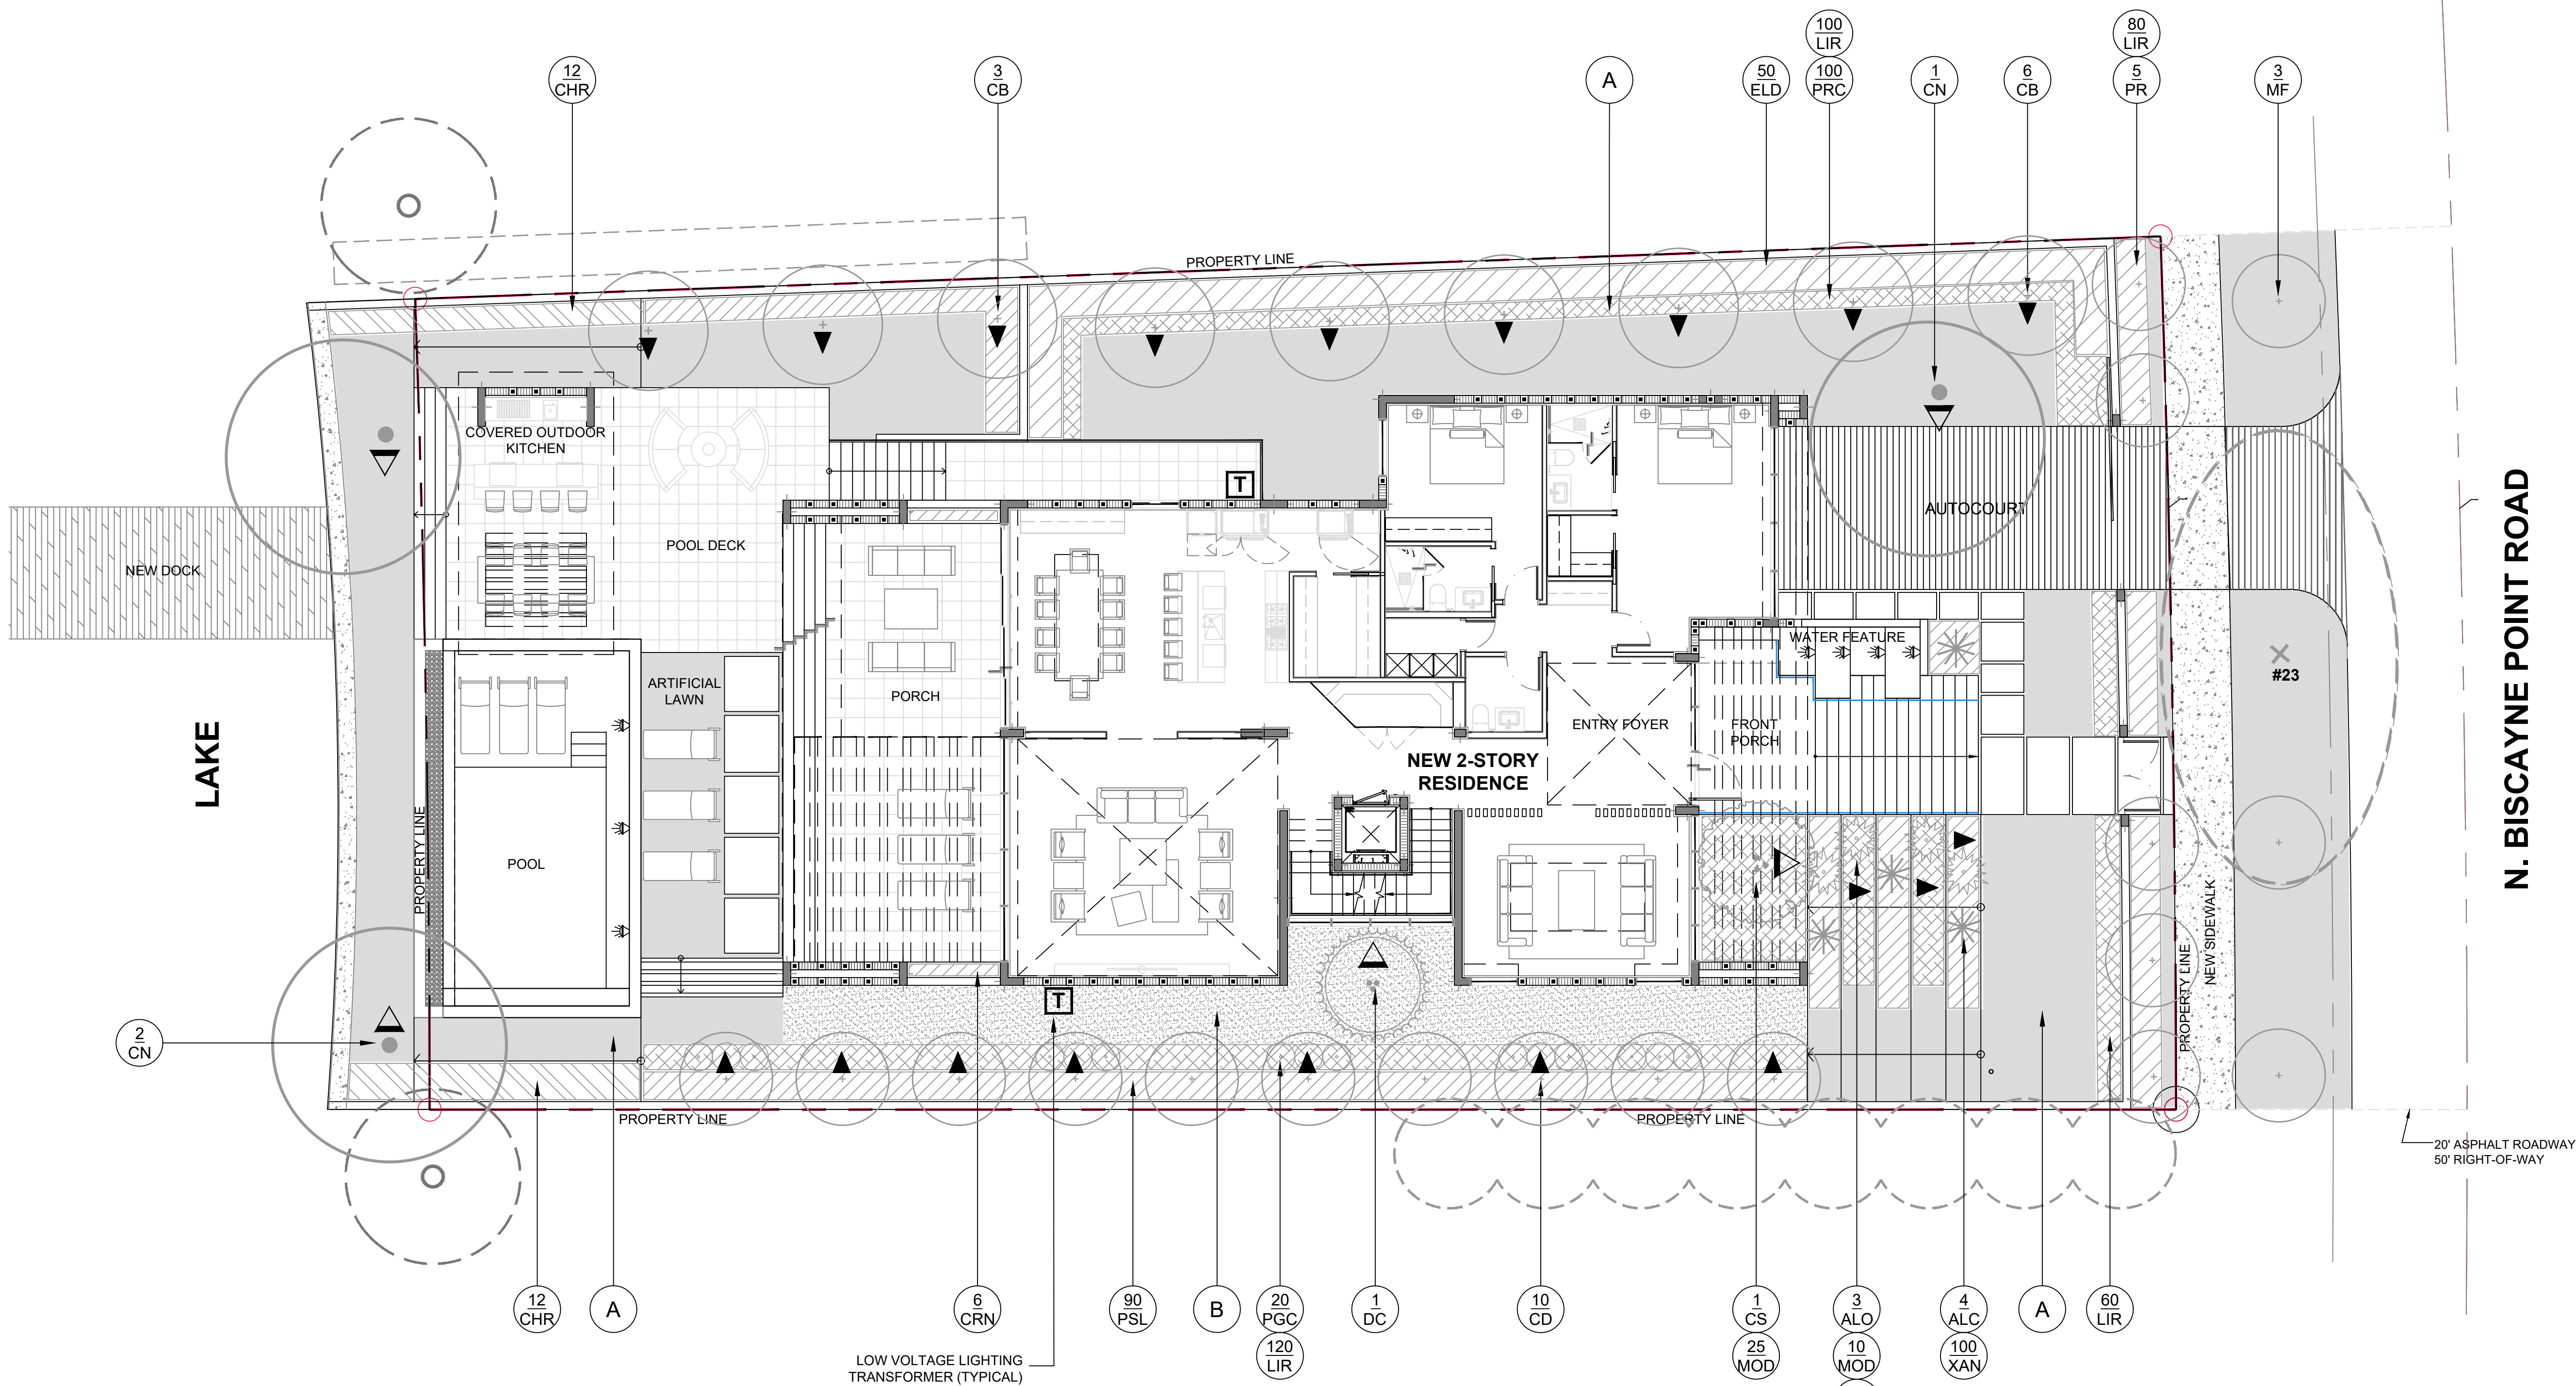 100
LIR
80
LIR
12
CHR
3
CB
A
50
ELD
100
PRC
1
CN
6
CB
5
PR
3
MF
PROPERTY LINE
COVERED OUTDOOR
KITCHEN
T
AUTOCOURT
POOL DECK
NEW DOCK
WATER FEATURE
#23
ARTIFICIAL
LAWN
PORCH
ENTRY FOYER
FRONT
PORCH
LAKE
N. BISCAYNE POINT ROAD
NEW 2-STORY
RESIDENCE
PROPERTY LINE
POOL
NEW SIDEWALK
PROPERTY LINE
T
2
CN
PROPERTY LINE
PROPERTY LINE
20' ASPHALT ROADWAY
50' RIGHT-OF-WAY
12
CHR
A
6
CRN
90
PSL
B
20
PGC
1
DC
10
CD
1
CS
3
ALO
4
ALC
A
60
LIR
120
LIR
25
MOD
10
MOD
100
XAN
LOW VOLTAGE LIGHTING
TRANSFORMER (TYPICAL)